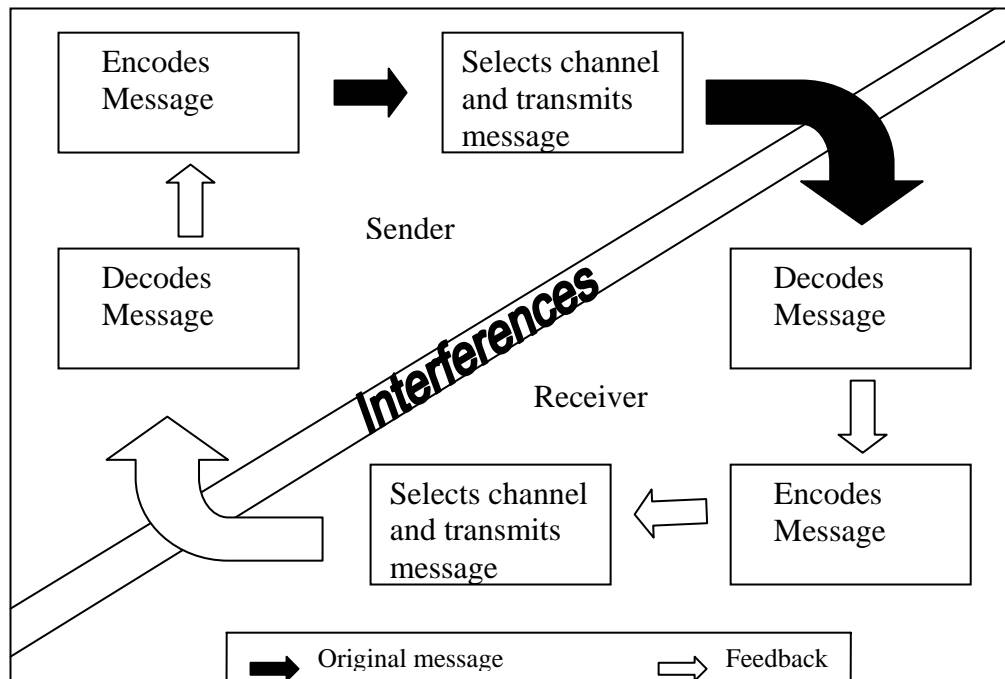 Encodes
Message
Selects channel
and transmits
message
Sender
Decodes
Message
Decodes
Message
Interferences
Receiver
Selects channel
and transmits
message
Encodes
Message
Original message
Feedback